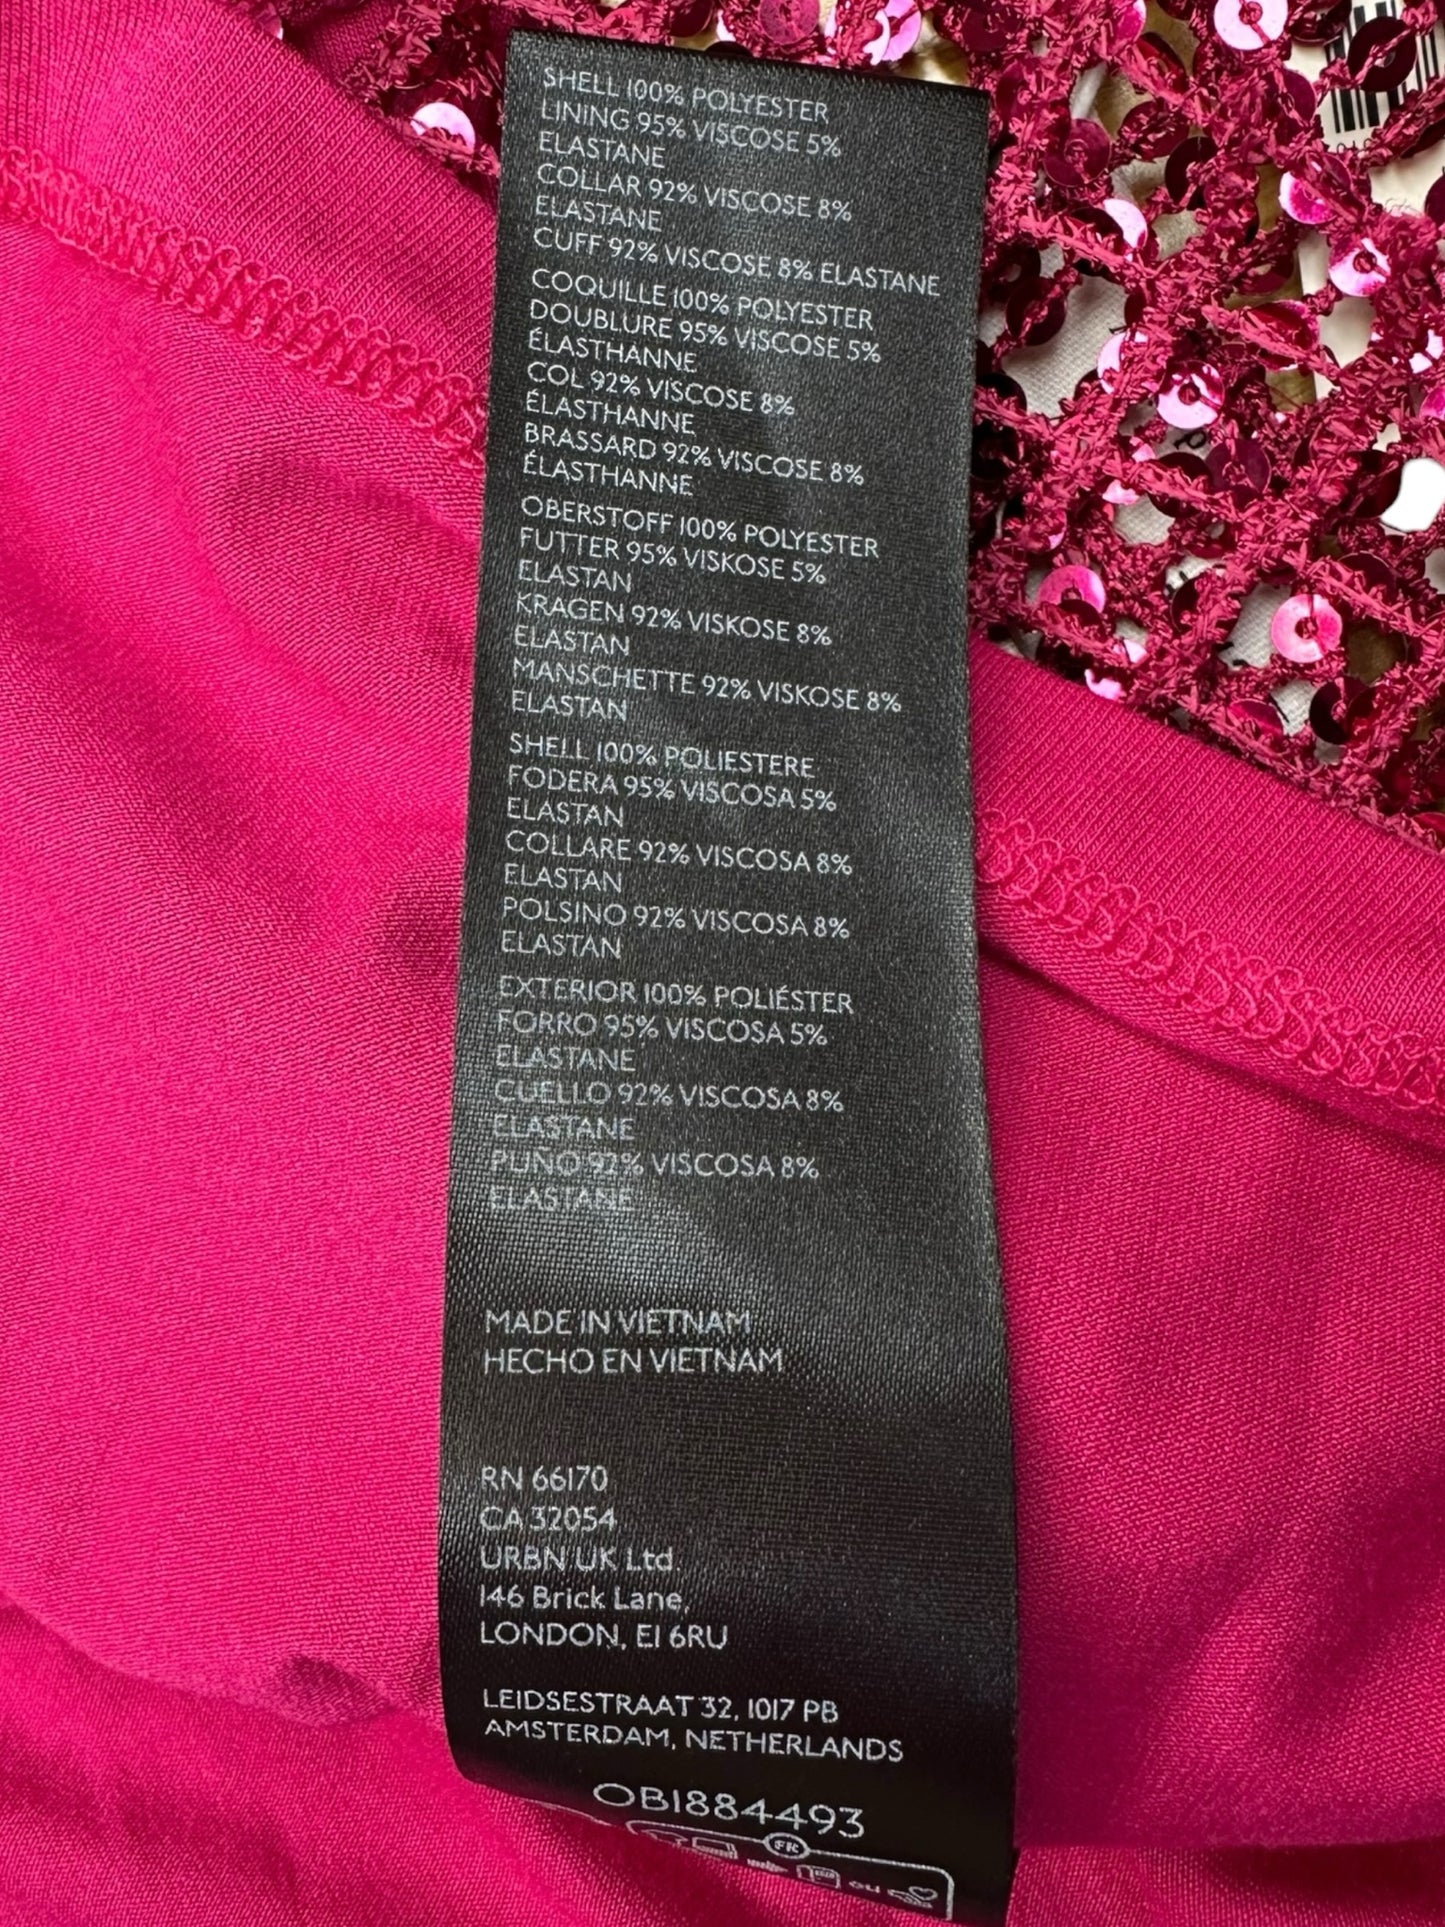 SHELL 100% POLYESTER
LINING 95% VISCOSE 5%
ELASTANE
COLLAR 92% VISCOSE 8%
ELASTANE
CUFF 92% VISCOSE 8% ELASTANE
COQUILLE 100% POLYESTER
DOUBLURE 95% VISCOSE 5%
ÉLASTHANNE
COL 92% VISCOSE 8%
ÉLASTHANNE
BRASSARD 92% VISCOSE 8%
ÉLASTHANNE
OBERSTOFF 100% POLYESTER
FUTTER 95% VISKOSE 5%
ELASTAN
KRAGEN 92% VISKOSE 8%
ELASTAN
MANSCHETTE 92% VISKOSE 8%
ELASTAN
SHELL 100% POLIESTERE
FODERA 95% VISCOSA 5%
ELASTAN
COLLARE 92% VISCOSA 8%
ELASTAN
POLSINO 92% VISCOSA 8%
ELASTAN
EXTERIOR 100% POLIÉSTER
FORRO 95% VISCOSA 5%
ELASTANE
CUELLO 92% VISCOSA 8%
ELASTANE
PUÑO 92% VISCOSA 8%
ELASTANE
MADE IN VIETNAM
HECHO EN VIETNAM
RN 66170
CA 32054
URBN UK Ltd.
146 Brick Lane,
LONDON, E1 6RU
LEIDSESTRAAT 32, 1017 PB
AMSTERDAM, NETHERLANDS
OB1884493
FR
OU